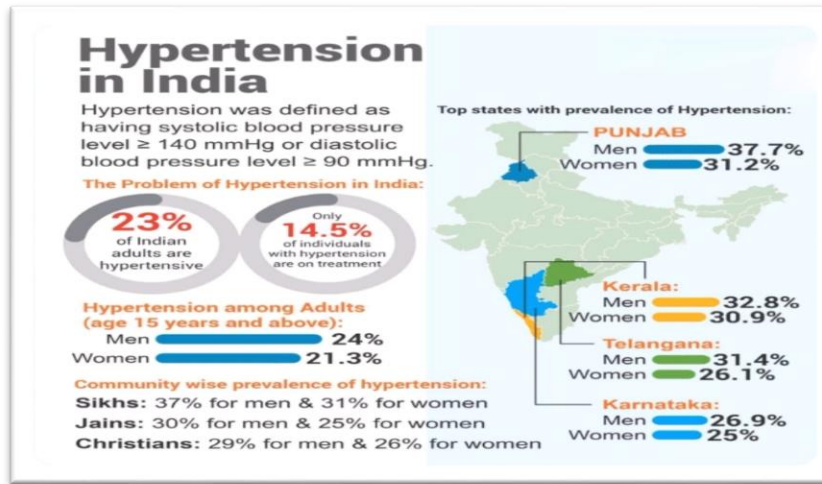 Hypertension
in India
Hypertension was defined as
having systolic blood pressure
level ≥ 140 mmHg or diastolic
blood pressure level ≥ 90 mmHg.
The Problem of Hypertension in India:
23%
of Indian
adults are
hypertensive
Only
14.5%
of individuals
with hypertension
are on treatment
Hypertension among Adults
(age 15 years and above):
Men 24%
Women 21.3%
Community wise prevalence of hypertension:
Sikhs: 37% for men & 31% for women
Jains: 30% for men & 25% for women
Christians: 29% for men & 26% for women
Top states with prevalence of Hypertension:
PUNJAB
Men 37.7%
Women 31.2%
Kerala:
Men 32.8%
Women 30.9%
Telangana:
Men 31.4%
Women 26.1%
Karnataka:
Men 26.9%
Women 25%